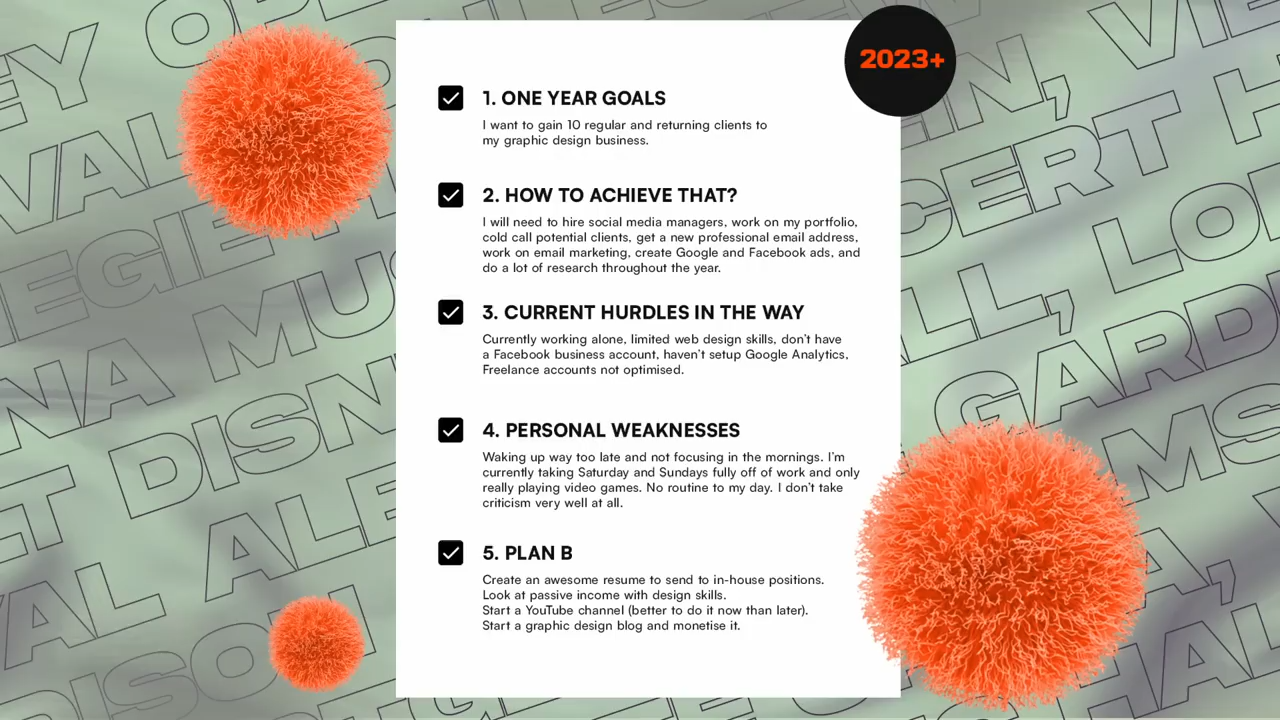 2023+
1. ONE YEAR GOALS
I want to gain 10 regular and returning clients to
my graphic design business.
2. HOW TO ACHIEVE THAT?
I will need to hire social media managers, work on my portfolio,
cold call potential clients, get a new professional email address,
work on email marketing, create Google and Facebook ads, and
do a lot of research throughout the year.
3. CURRENT HURDLES IN THE WAY
Currently working alone, limited web design skills, don't have
a Facebook business account, haven't setup Google Analytics,
Freelance accounts not optimised.
4. PERSONAL WEAKNESSES
Waking up way too late and not focusing in the mornings. I'm
currently taking Saturday and Sundays fully off of work and only
really playing video games. No routine to my day. I don't take
criticism very well at all.
5. PLAN B
Create an awesome resume to send to in-house positions.
Look at passive income with design skills.
Start a YouTube channel (better to do it now than later).
Start a graphic design blog and monetise it.